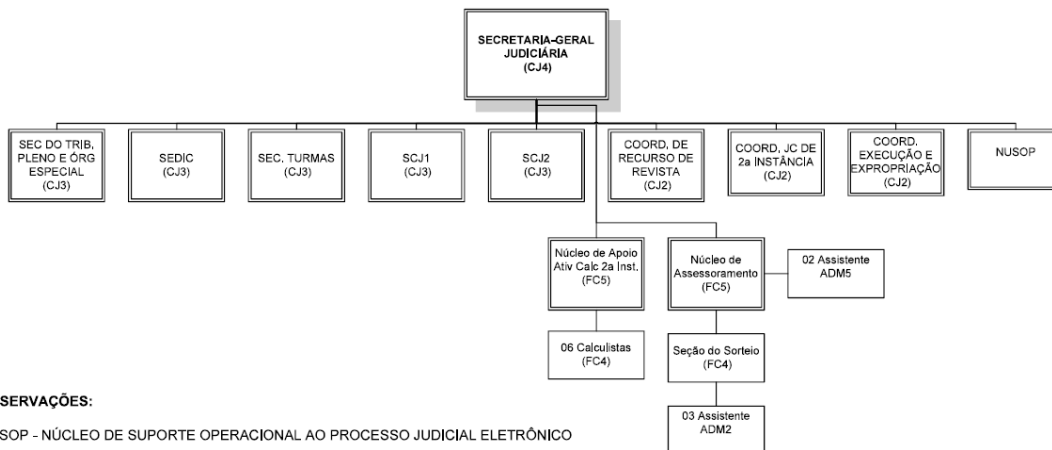 SECRETARIA-GERAL
JUDICIÁRIA
(CJ4)
SEC DO TRIB,
PLENO E ÓRG
ESPECIAL
(CJ3)
SEDIC
(CJ3)
SEC, TURMAS
(CJ3)
SCJ1
(CJ3)
SCJ2
(CJ3)
COORD, DE
RECURSO DE
REVISTA
(CJ2)
COORD, JC DE
2a INSTÂNCIA
(CJ2)
COORD.
EXECUÇÃO E
EXPROPRIAÇÃO
(CJ2)
NUSOP
Núcleo de Apoio
Ativ Calc 2a Inst.
(FC5)
Núcleo de
Assessoramento
(FC5)
02 Assistente
ADM5
06 Calculistas
(FC4)
Seção do Sorteio
(FC4)
03 Assistente
ADM2
SERVAÇÕES:
SOP - NÚCLEO DE SUPORTE OPERACIONAL AO PROCESSO JUDICIAL ELETRÔNICO